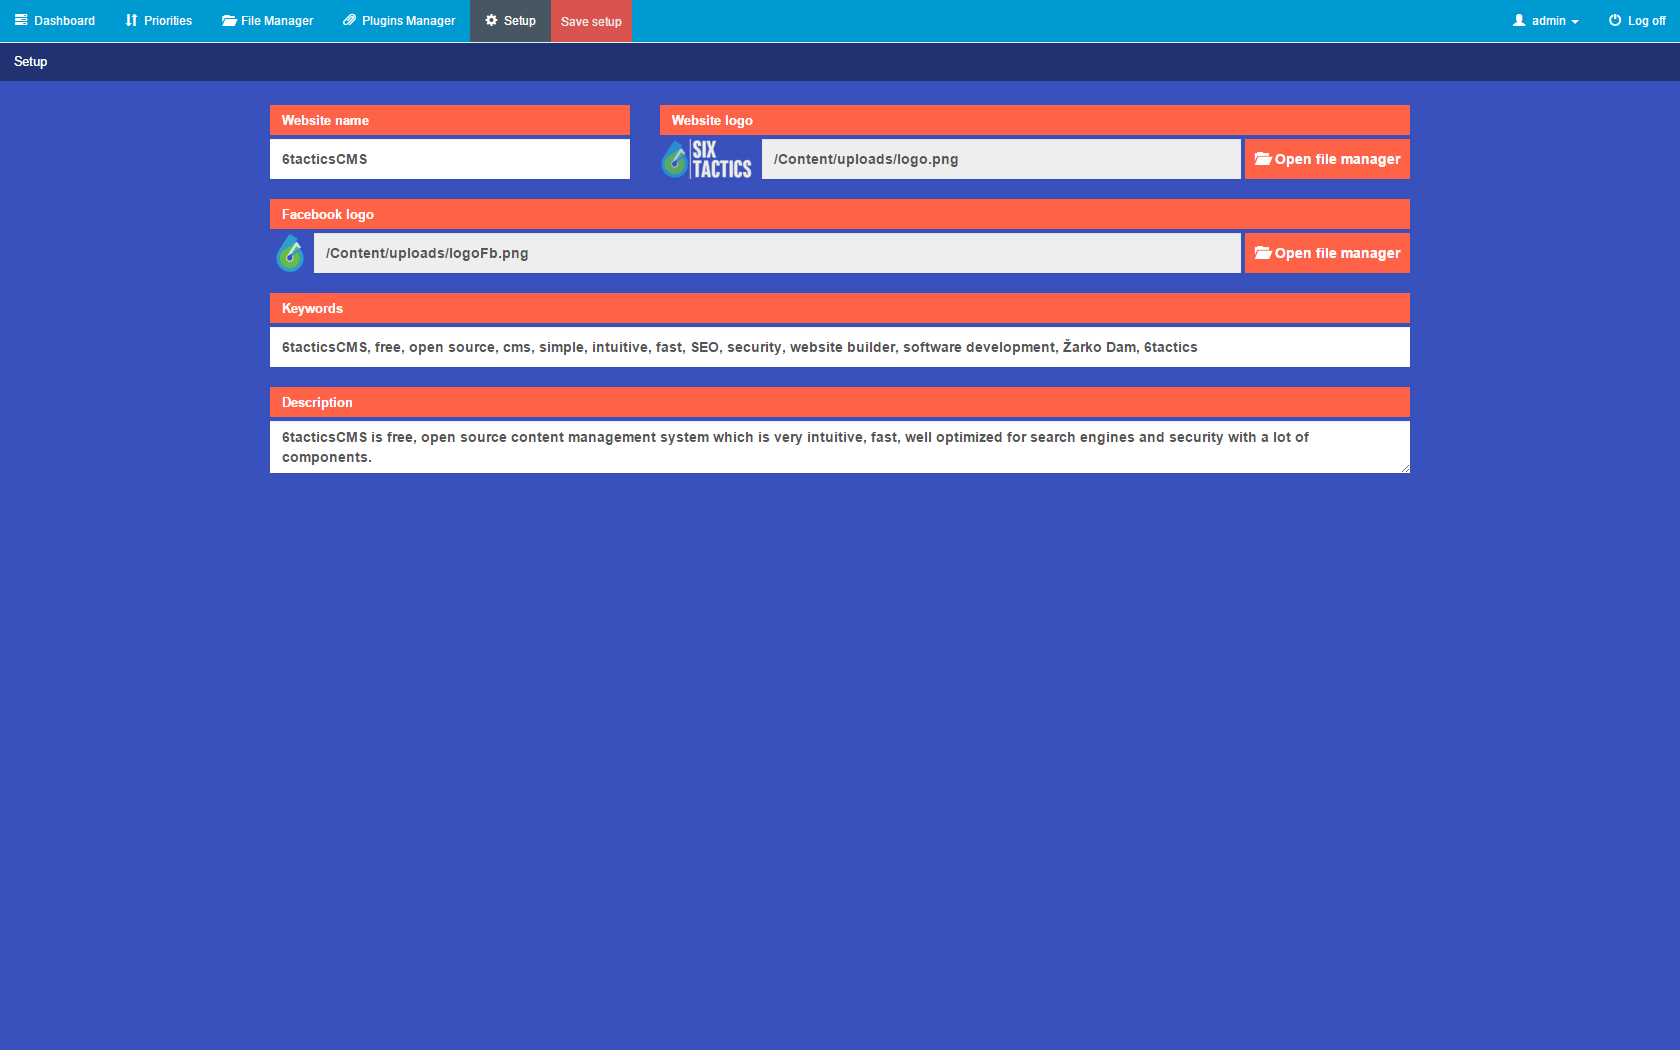 Dashboard Priorities File Manager Plugins Manager Setup Save setup admin Log off
Setup
Website name
6tacticsCMS
Website logo
SIX
TACTICS
/Content/uploads/logo.png
Open file manager
Facebook logo
/Content/uploads/logoFb.png
Open file manager
Keywords
6tacticsCMS, free, open source, cms, simple, intuitive, fast, SEO, security, website builder, software development, Žarko Dam, 6tactics
Description
6tacticsCMS is free, open source content management system which is very intuitive, fast, well optimized for search engines and security with a lot of
components.